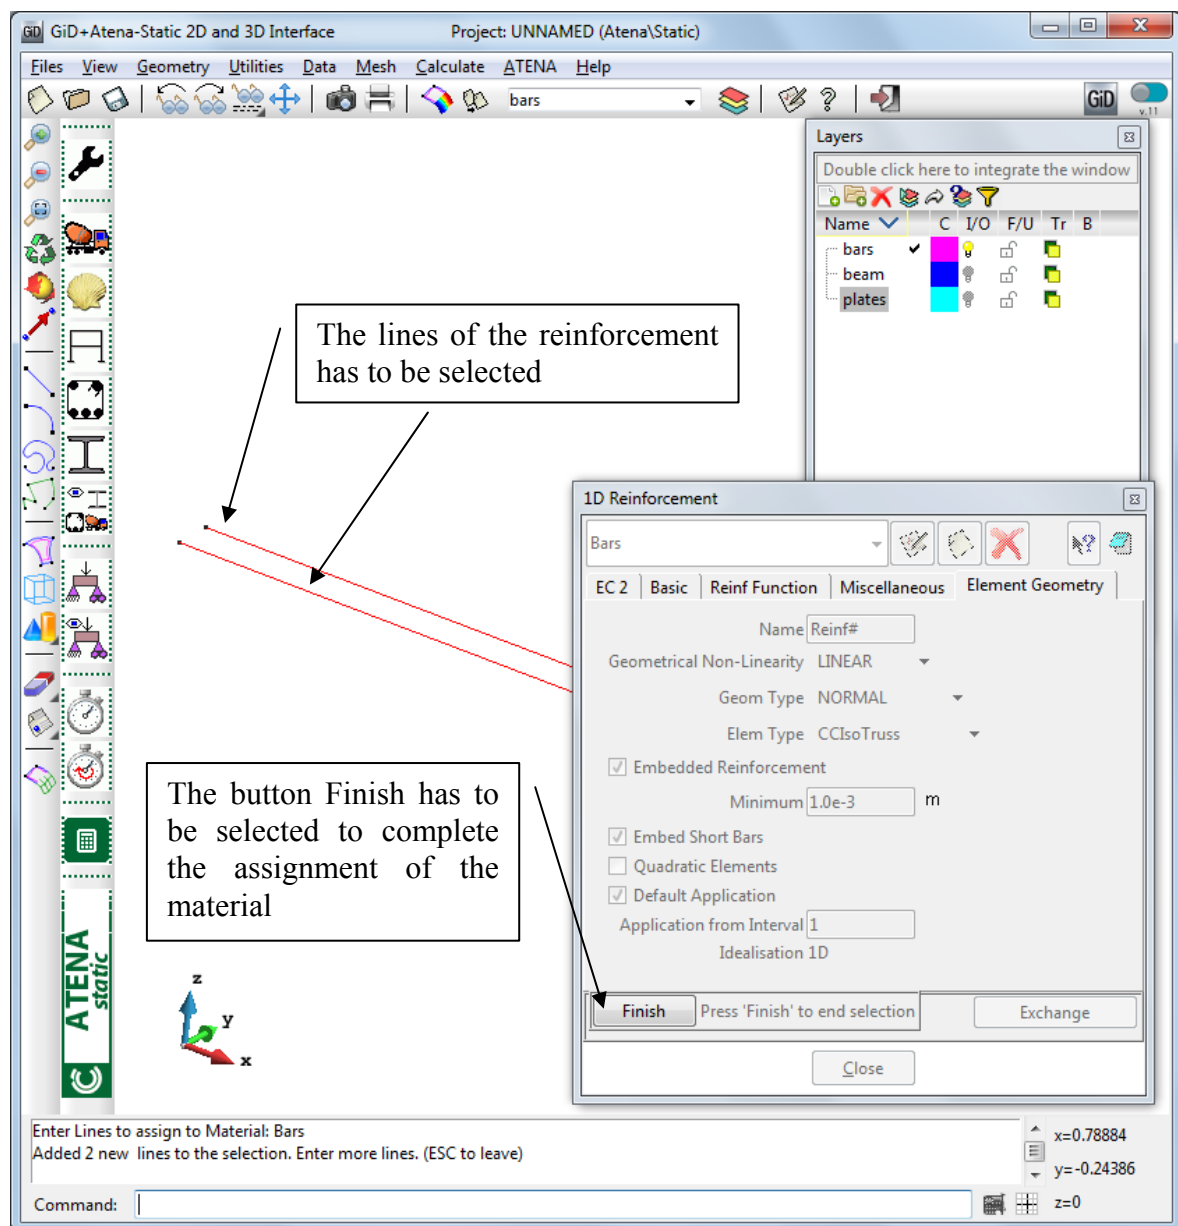 GiD GiD+Atena-Static 2D and 3D Interface Project: UNNAMED (Atena\Static)
Files View Geometry Utilities Data Mesh Calculate ATENA Help
bars GiD
v.11
Layers
Double click here to integrate the window
Name C I/O F/U Tr B
bars
beam
plates
The lines of the reinforcement
has to be selected
1D Reinforcement
Bars
EC 2 Basic Reinf Function Miscellaneous Element Geometry
Name Reinf#
Geometrical Non-Linearity LINEAR
Geom Type NORMAL
Elem Type CCIsoTruss
Embedded Reinforcement
Minimum 1.0e-3 m
Embed Short Bars
Quadratic Elements
Default Application
Application from Interval 1
Idealisation 1D
Finish Press 'Finish' to end selection Exchange
Close
The button Finish has to
be selected to complete
the assignment of the
material
ATENA
static
z
y
x
Enter Lines to assign to Material: Bars
Added 2 new lines to the selection. Enter more lines. (ESC to leave)
Command:
x=0.78884
y=-0.24386
z=0